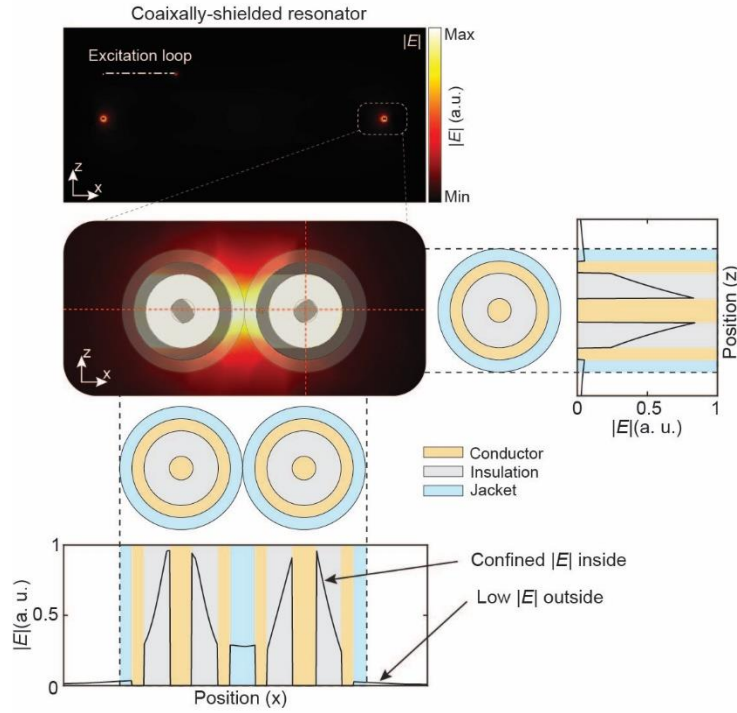 Coaixally-shielded resonator
|E|
Excitation loop
Max
|E| (a.u.)
Min
z
x
z
x
Position (z)
0
0.5
1
|E|(a. u.)
Conductor
Insulation
Jacket
1
0.5
0
|E|(a. u.)
Position (x)
Confined |E| inside
Low |E| outside